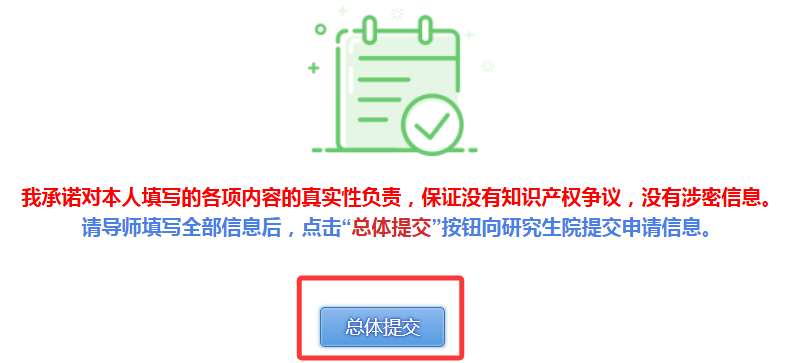 我承诺对本人填写的各项内容的真实性负责，保证没有知识产权争议，没有涉密信息。
请导师填写全部信息后，点击“总体提交”按钮向研究生院提交申请信息。
总体提交